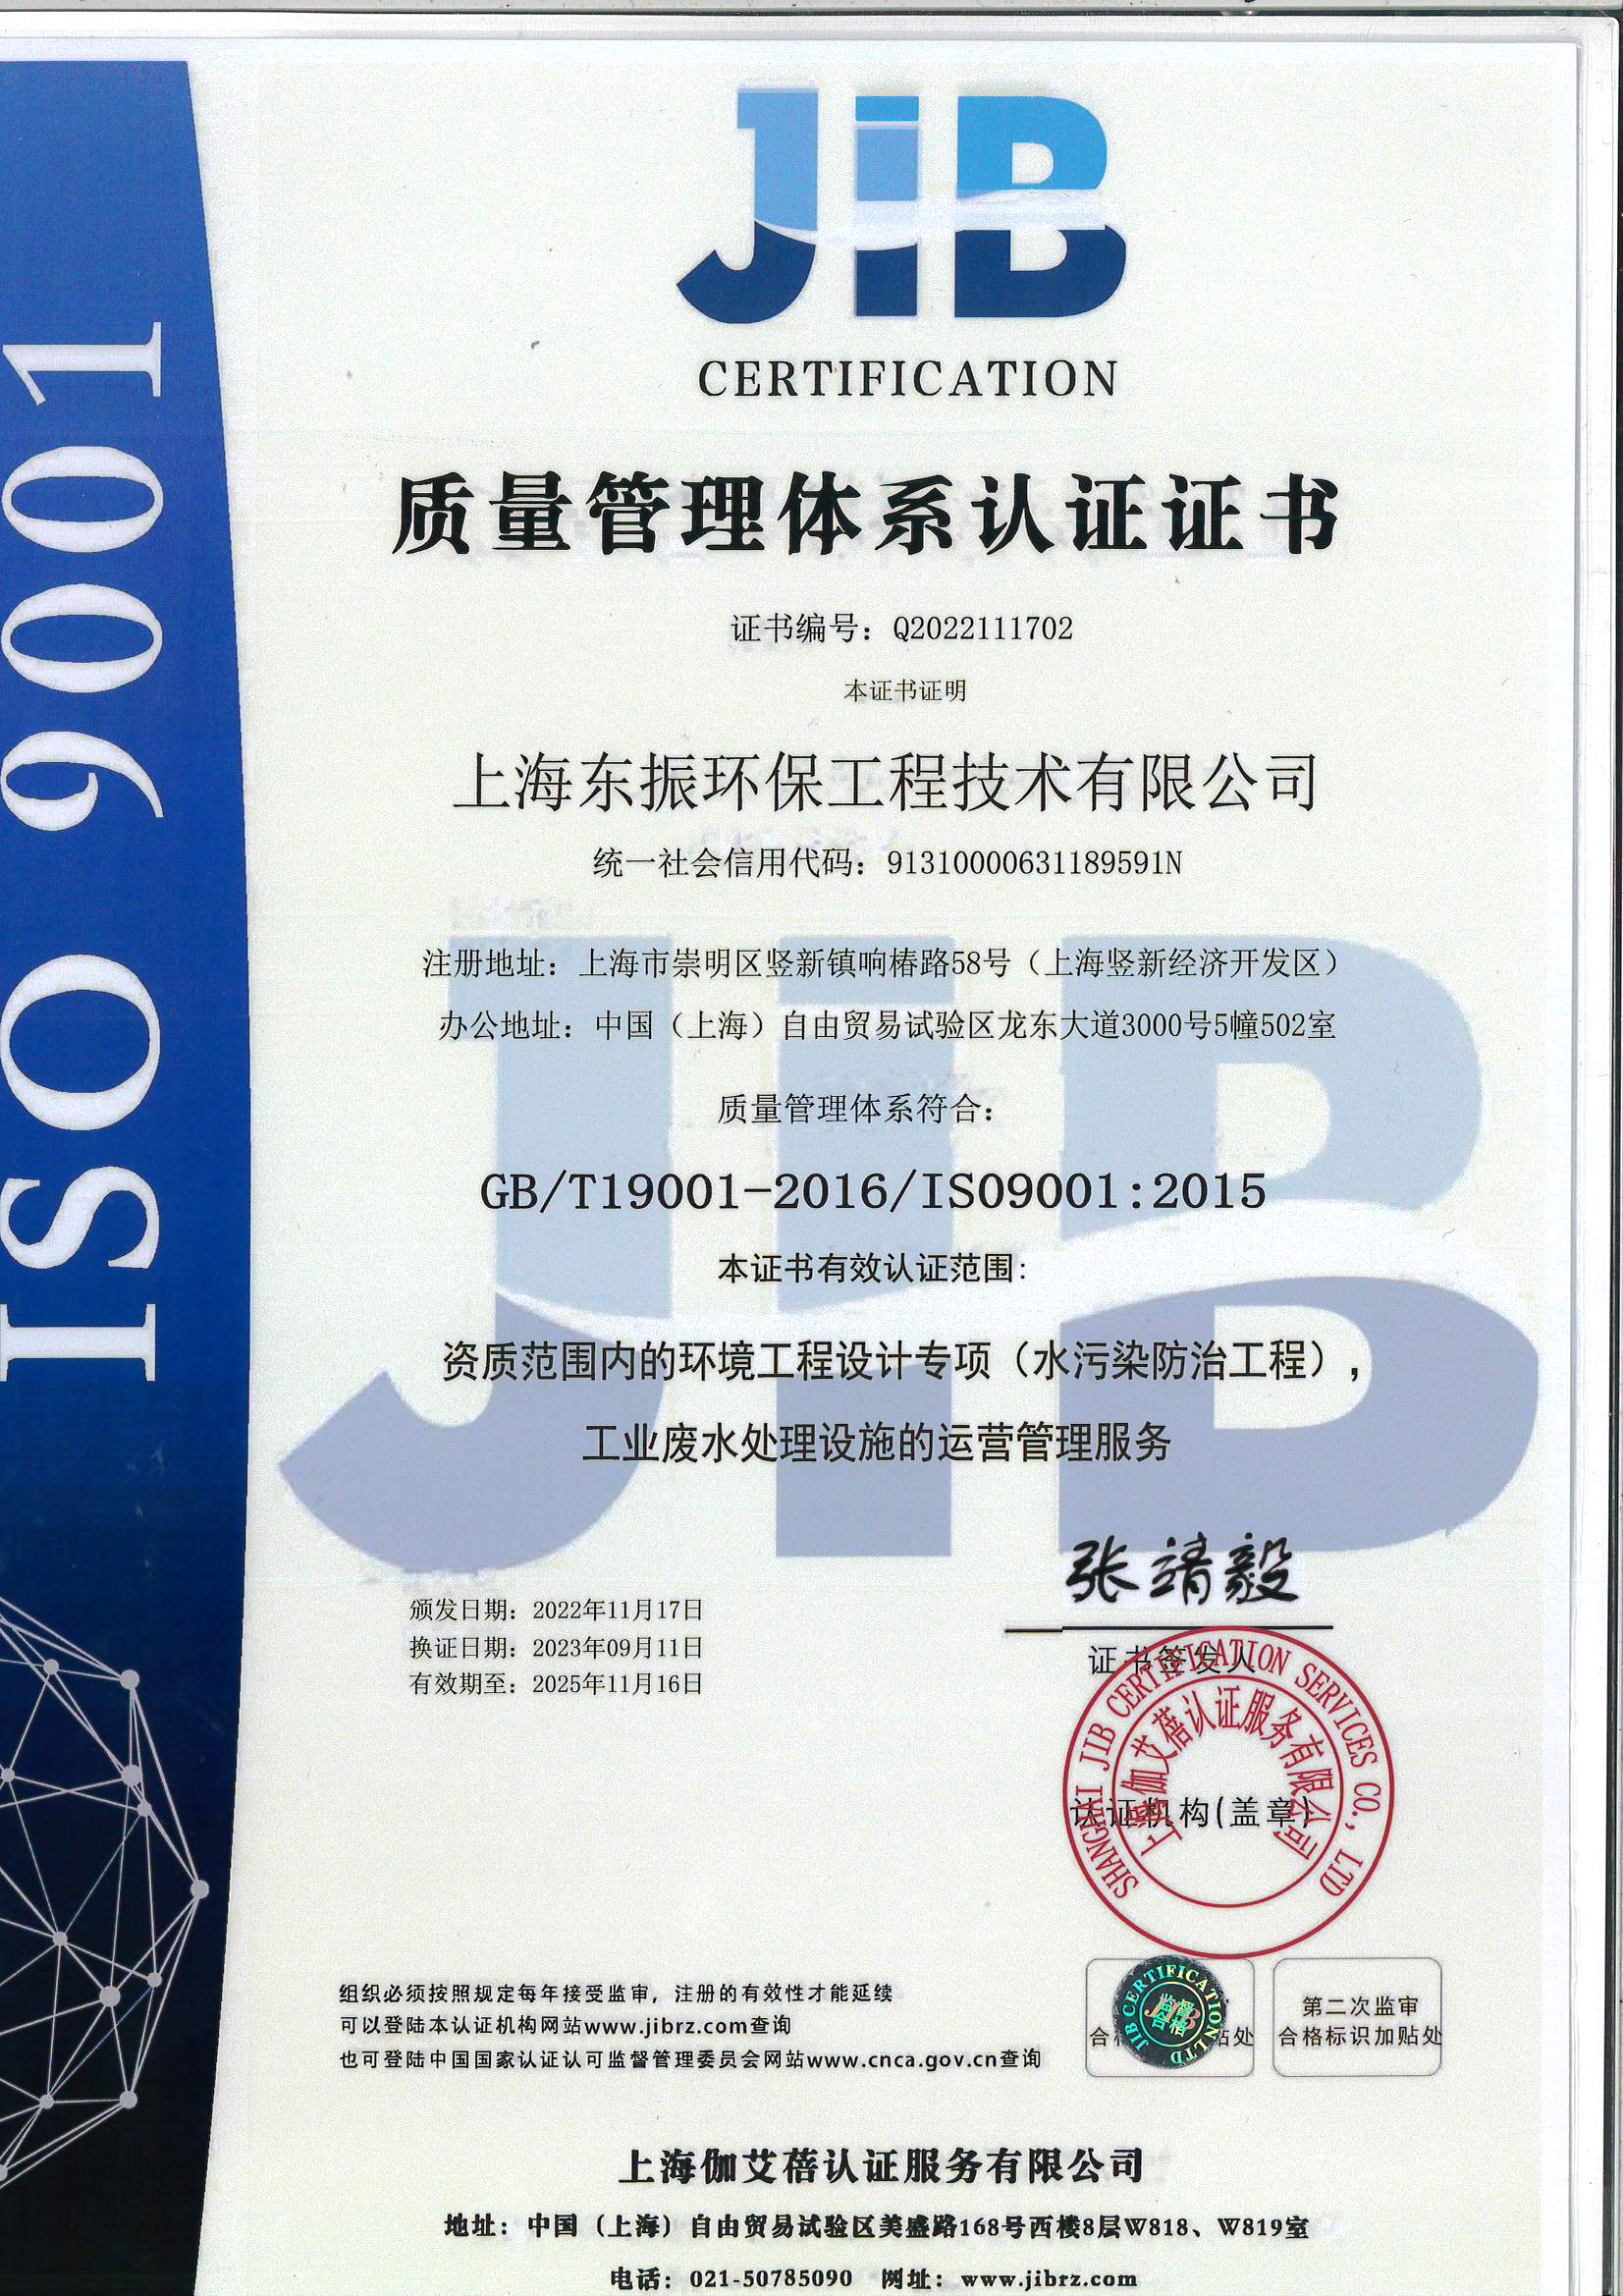 JiB
CERTIFICATION
ISO 9001
质量管理体系认证证书
证书编号：Q2022111702
本证书证明
上海东振环保工程技术有限公司
统一社会信用代码：91310000631189591N
注册地址：上海市崇明区竖新镇响椿路58号（上海竖新经济开发区）
办公地址：中国（上海）自由贸易试验区龙东大道3000号5幢502室
质量管理体系符合：
GB/T19001-2016/ISO9001:2015
本证书有效认证范围：
资质范围内的环境工程设计专项（水污染防治工程），
工业废水处理设施的运营管理服务
张靖毅
颁发日期：2022年11月17日
换证日期：2023年09月11日
有效期至：2025年11月16日
证书签发人
SHANGHAI JIB CERTIFICATION SERVICES CO., LTD
上海伽艾蓓认证服务有限公司
认证机构(盖章)
组织必须按照规定每年接受监审，注册的有效性才能延续
可以登陆本认证机构网站www.jibrz.com查询
也可登陆中国国家认证认可监督管理委员会网站www.cnca.gov.cn查询
JIB CERTIFICATION LTD
监督
合格
合 贴处
第二次监审
合格标识加贴处
上海伽艾蓓认证服务有限公司
地址：中国（上海）自由贸易试验区美盛路168号西楼8层W818、W819室
电话：021-50785090 网址：www.jibrz.com